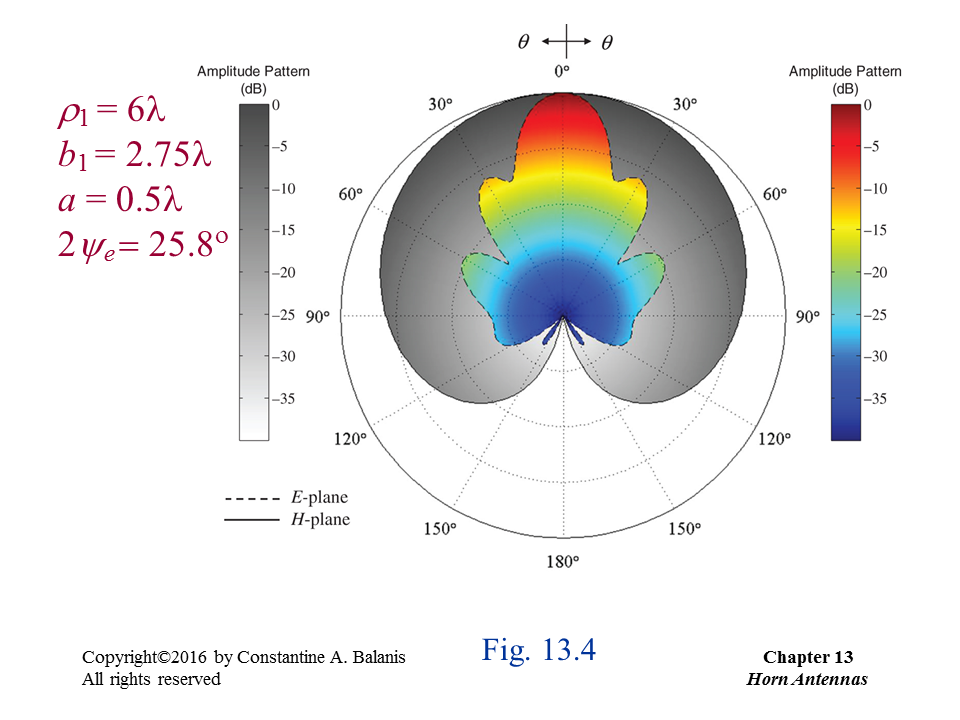 θ θ
Amplitude Pattern
(dB)
0
–5
–10
–15
–20
–25
–30
–35
ρ1 = 6λ
b1 = 2.75λ
a = 0.5λ
2ψe = 25.8°
0°
30° 30°
60° 60°
90° 90°
120° 120°
150° 150°
180°
Amplitude Pattern
(dB)
0
–5
–10
–15
–20
–25
–30
–35
E-plane
H-plane
Copyright©2016 by Constantine A. Balanis
All rights reserved
Fig. 13.4
Chapter 13
Horn Antennas